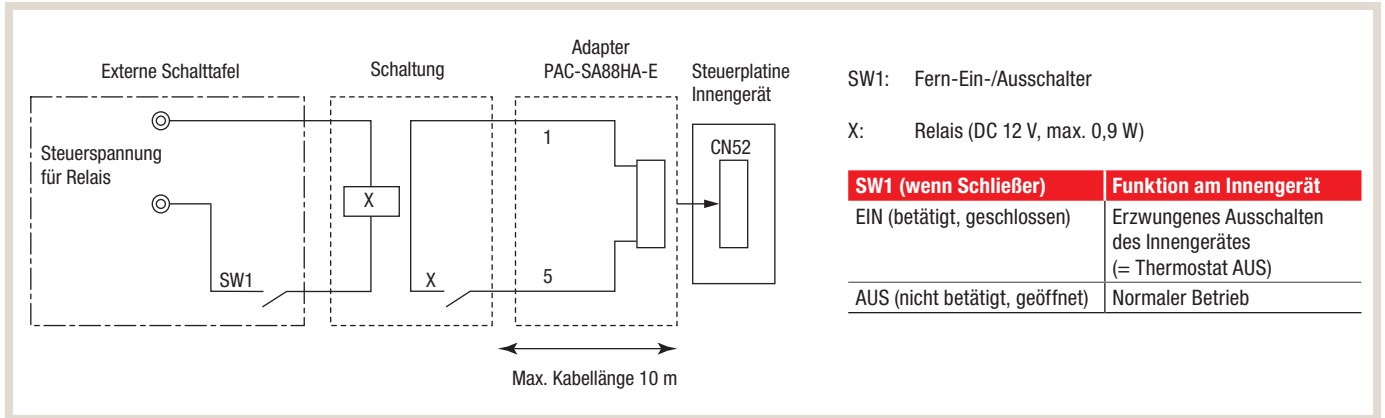 Externe Schalttafel
Schaltung
Adapter
PAC-SA88HA-E
Steuerplatine
Innengerät
Steuerspannung
für Relais
SW1
X
X
1
5
CN52
Max. Kabellänge 10 m
SW1: Fern-Ein-/Ausschalter
X: Relais (DC 12 V, max. 0,9 W)
SW1 (wenn Schließer) Funktion am Innengerät
EIN (betätigt, geschlossen) Erzwungenes Ausschalten
des Innengerätes
(= Thermostat AUS)
AUS (nicht betätigt, geöffnet) Normaler Betrieb